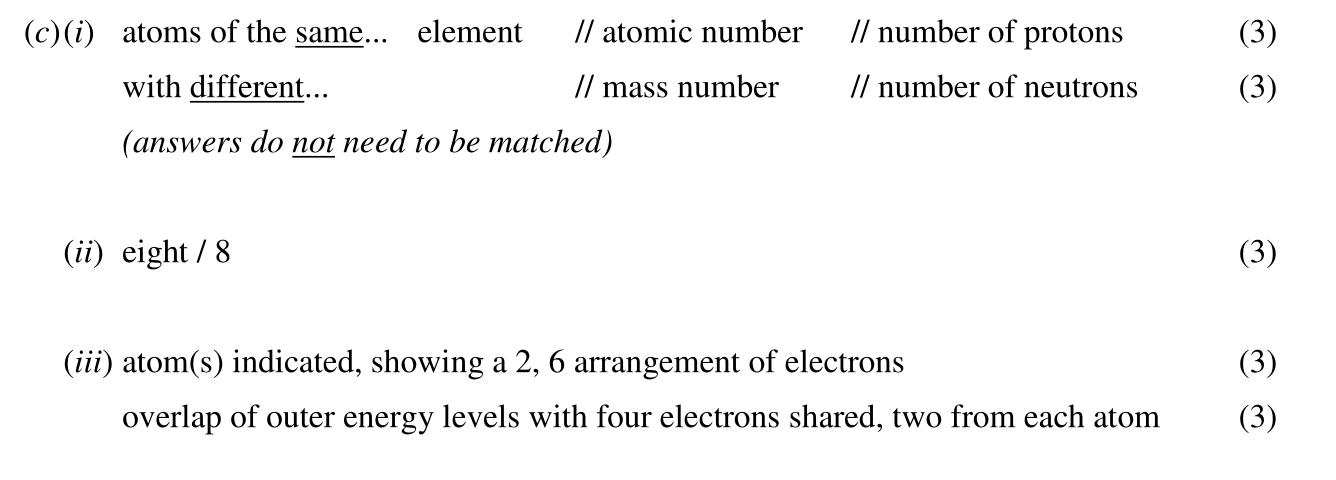 (c)(i) atoms of the same... element // atomic number // number of protons (3)
with different... // mass number // number of neutrons (3)
(answers do not need to be matched)
(ii) eight / 8 (3)
(iii) atom(s) indicated, showing a 2, 6 arrangement of electrons (3)
overlap of outer energy levels with four electrons shared, two from each atom (3)